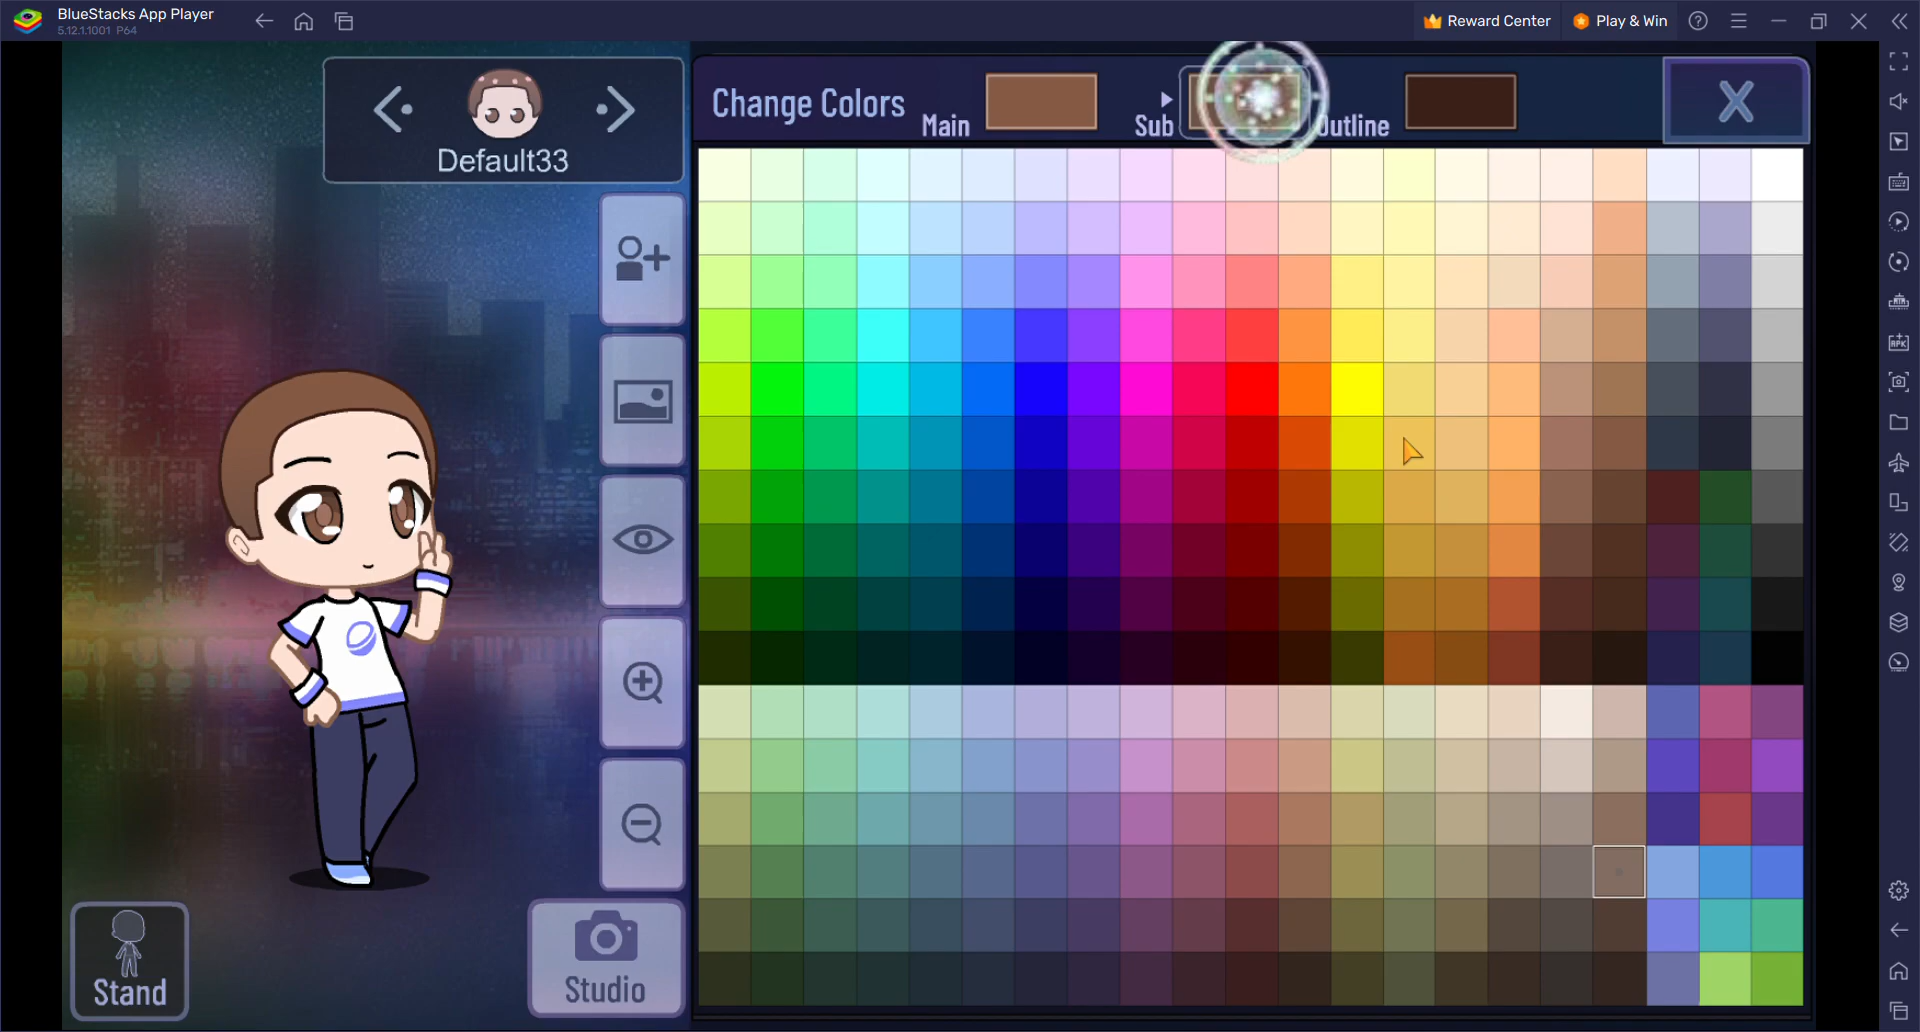 BlueStacks App Player
5.12.1.1001 P64
Reward Center
Play & Win
Default33
Change Colors
Main
Sub
Outline
X
Stand
Studio